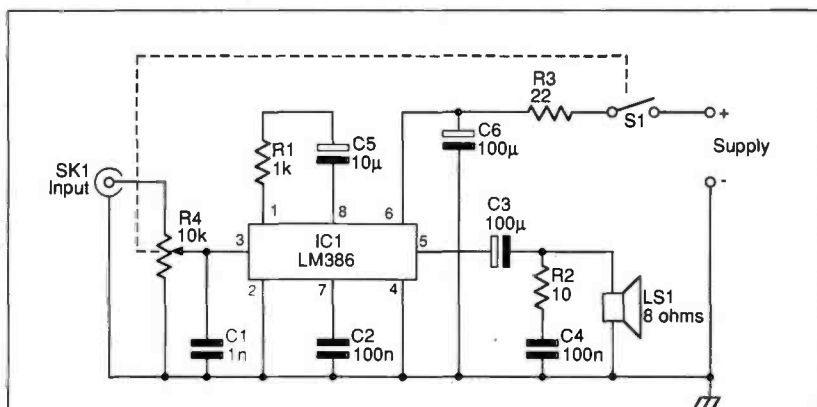 R3
22
S1
+
Supply
-
C6
100µ
C5
10µ
R1
1k
SK1
Input
R4
10k
1
8
6
3
IC1
LM386
5
2
7
4
C3
100µ
R2
10
LS1
8 ohms
C1
1n
C2
100n
C4
100n